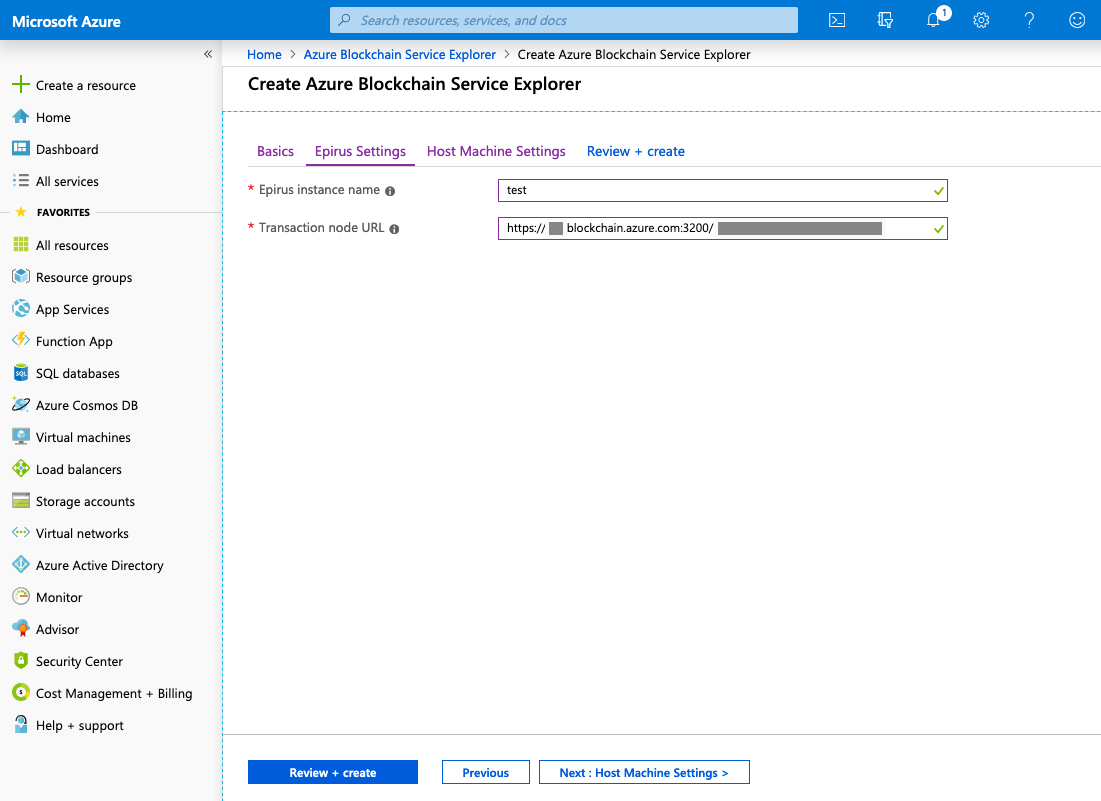 Microsoft Azure
Search resources, services, and docs
1
Home > Azure Blockchain Service Explorer > Create Azure Blockchain Service Explorer
Create Azure Blockchain Service Explorer
Create a resource
Home
Dashboard
All services
FAVORITES
All resources
Resource groups
App Services
Function App
SQL databases
Azure Cosmos DB
Virtual machines
Load balancers
Storage accounts
Virtual networks
Azure Active Directory
Monitor
Advisor
Security Center
Cost Management + Billing
Help + support
Basics Epirus Settings Host Machine Settings Review + create
* Epirus instance name test
* Transaction node URL https:// blockchain.azure.com:3200/
Review + create Previous Next : Host Machine Settings >